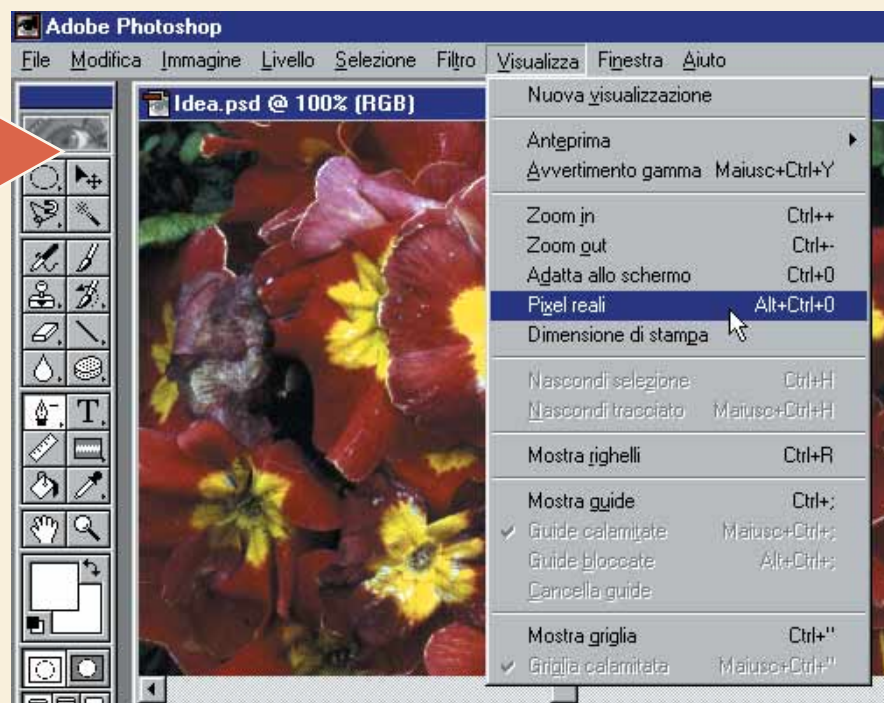 Adobe Photoshop
File Modifica Immagine Livello Selezione Filtro Visualizza Finestra Aiuto
Idea.psd @ 100% (RGB)
Nuova visualizzazione
Anteprima
Avvertimento gamma Maiusc+Ctrl+Y
Zoom in Ctrl++
Zoom out Ctrl+-
Adatta allo schermo Ctrl+0
Pixel reali Alt+Ctrl+0
Dimensione di stampa
Nascondi selezione Ctrl+H
Nascondi tracciato Maiusc+Ctrl+H
Mostra righelli Ctrl+R
Mostra guide Ctrl+;
Guide calamitate Maiusc+Ctrl+;
Guide bloccate Alt+Ctrl+;
Cancella guide
Mostra griglia Ctrl+"
Griglia calamitata Maiusc+Ctrl+"
T